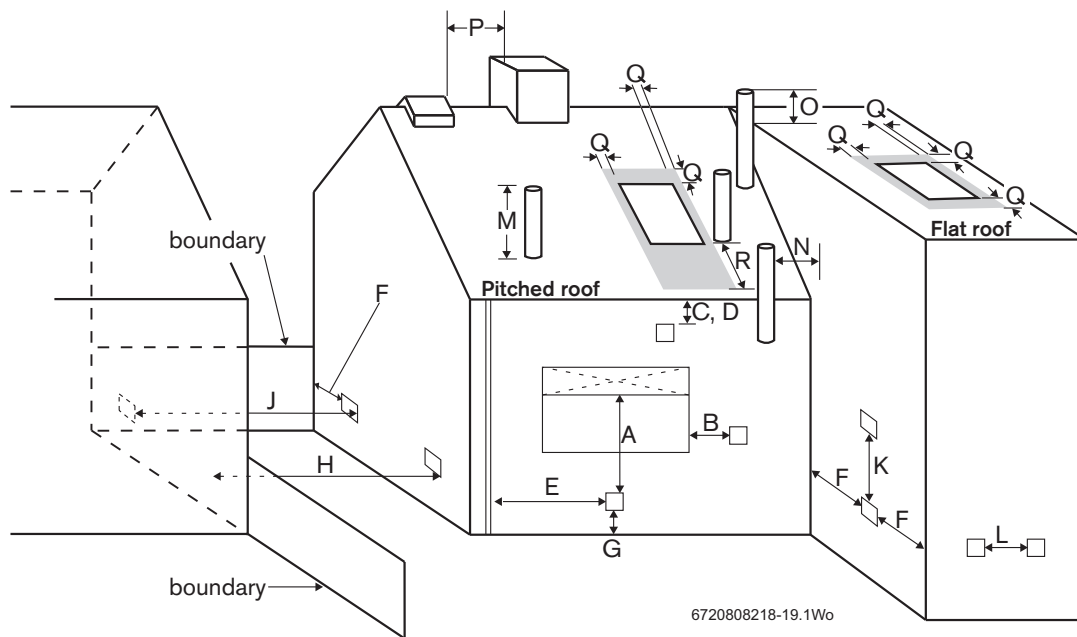 P
Q
O
Q
Q
Q
Q
Q
Q
M
N
boundary
R
Flat roof
F
Pitched roof
C, D
J
B
A
K
H
E
F
F
G
L
boundary
6720808218-19.1Wo